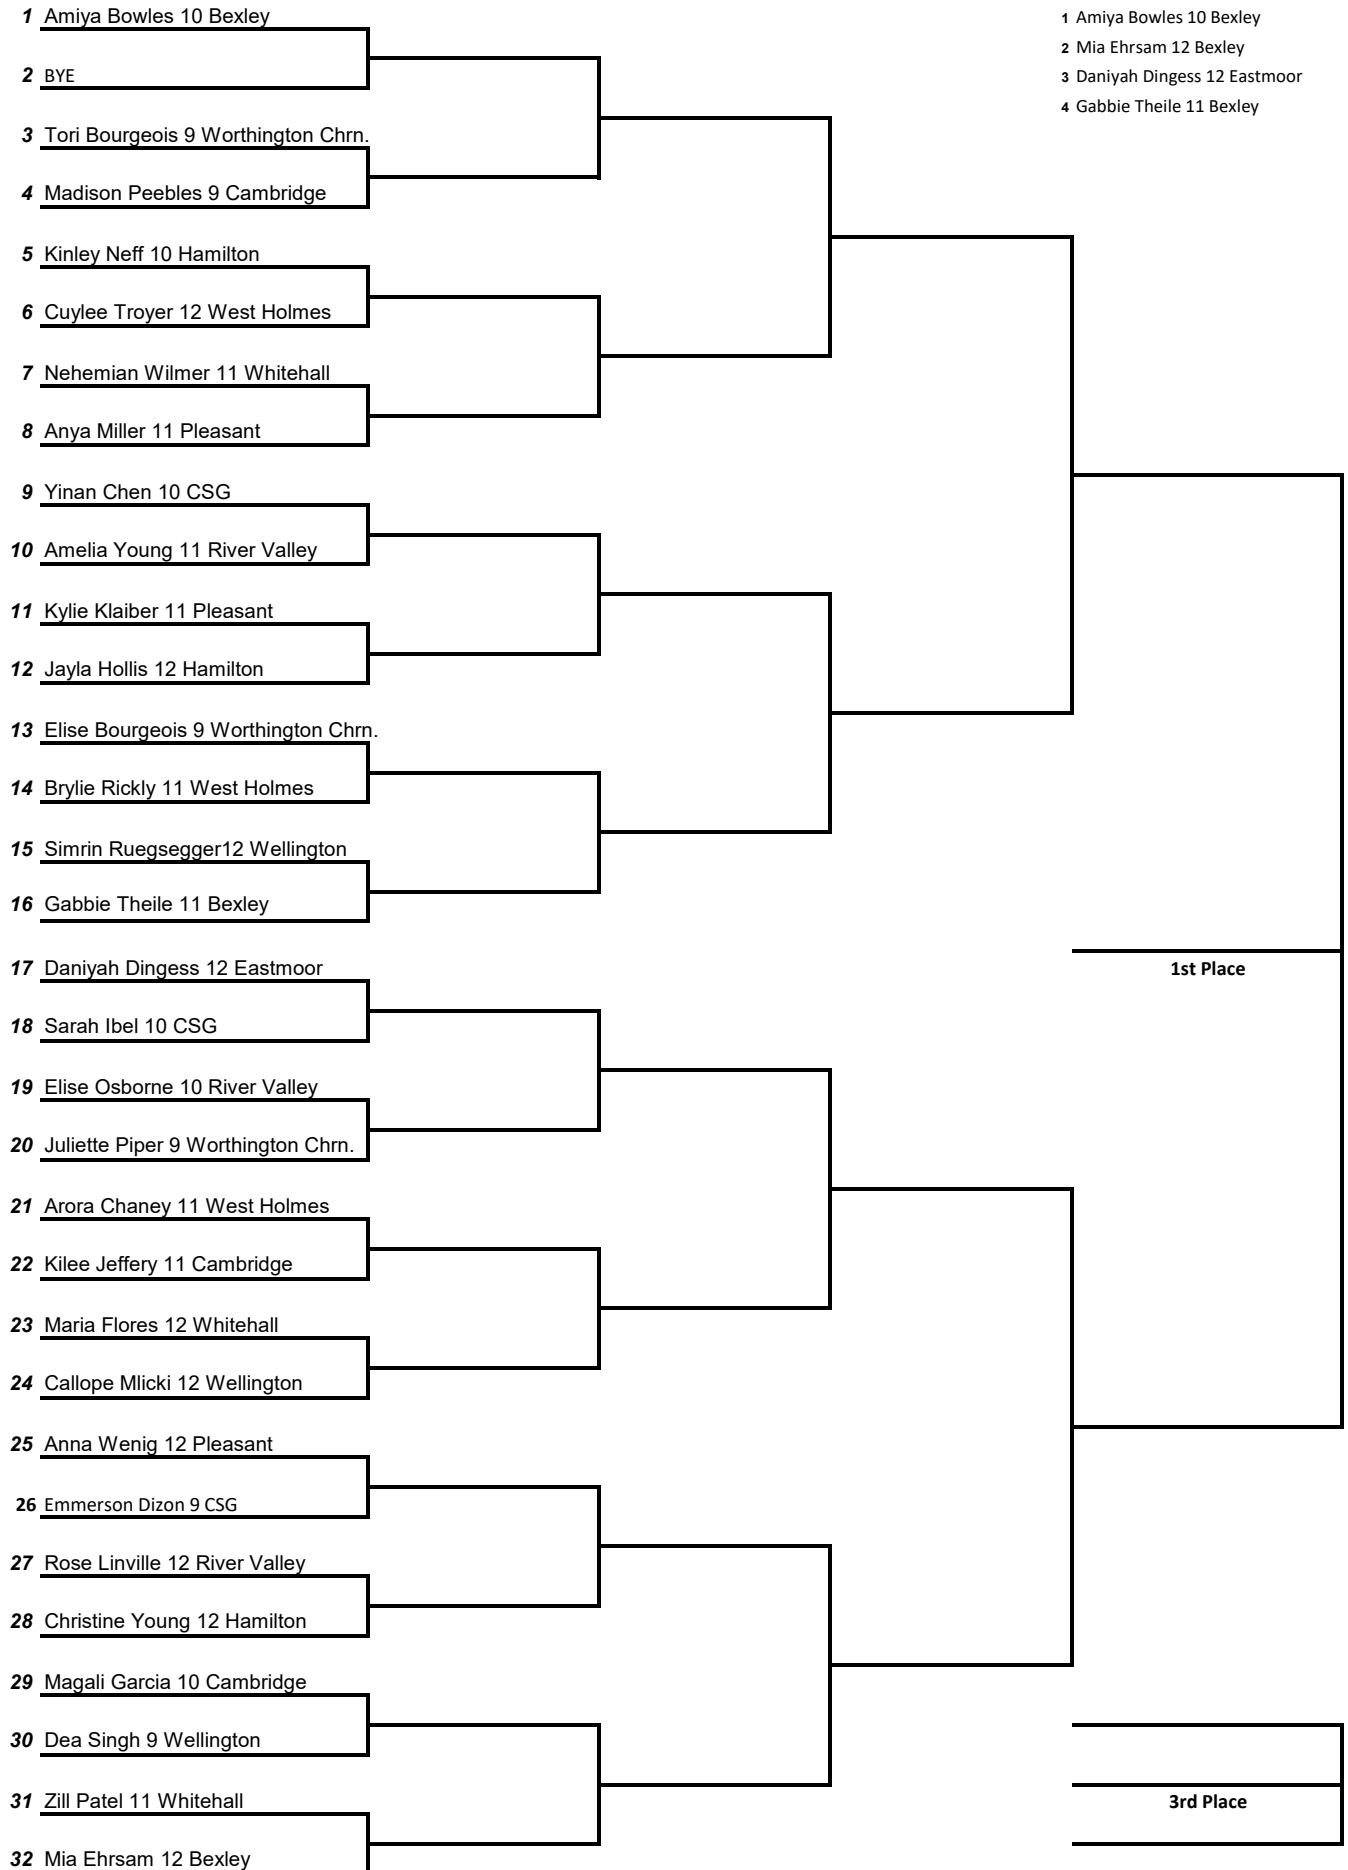 1 Amiya Bowles 10 Bexley
2 BYE
3 Tori Bourgeois 9 Worthington Chrn.
4 Madison Peebles 9 Cambridge
5 Kinley Neff 10 Hamilton
6 Cuylee Troyer 12 West Holmes
7 Nehemian Wilmer 11 Whitehall
8 Anya Miller 11 Pleasant
9 Yinan Chen 10 CSG
10 Amelia Young 11 River Valley
11 Kylie Klaiber 11 Pleasant
12 Jayla Hollis 12 Hamilton
13 Elise Bourgeois 9 Worthington Chrn.
14 Brylie Rickly 11 West Holmes
15 Simrin Ruegsegger12 Wellington
16 Gabbie Theile 11 Bexley
17 Daniyah Dingess 12 Eastmoor
18 Sarah Ibel 10 CSG
19 Elise Osborne 10 River Valley
20 Juliette Piper 9 Worthington Chrn.
21 Arora Chaney 11 West Holmes
22 Kilee Jeffery 11 Cambridge
23 Maria Flores 12 Whitehall
24 Callope Mlicki 12 Wellington
25 Anna Wenig 12 Pleasant
26 Emmerson Dizon 9 CSG
27 Rose Linville 12 River Valley
28 Christine Young 12 Hamilton
29 Magali Garcia 10 Cambridge
30 Dea Singh 9 Wellington
31 Zill Patel 11 Whitehall
32 Mia Ehrsam 12 Bexley
1 Amiya Bowles 10 Bexley
2 Mia Ehrsam 12 Bexley
3 Daniyah Dingess 12 Eastmoor
4 Gabbie Theile 11 Bexley
1st Place
3rd Place